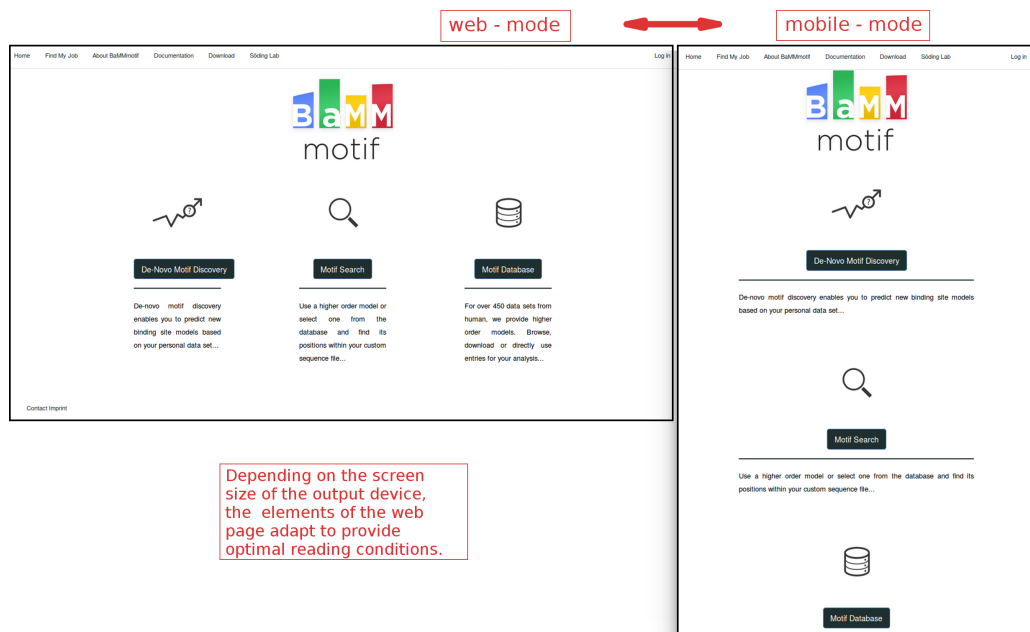 web - mode
mobile - mode
Home Find My Job About BaMMmotif Documentation Download Söding Lab Log in
BaMM
motif
?
De-Novo Motif Discovery
De-novo motif discovery
enables you to predict new
binding site models based
on your personal data set...
Motif Search
Use a higher order model or
select one from the
database and find its
positions within your custom
sequence file...
Motif Database
For over 450 data sets from
human, we provide higher
order models. Browse,
download or directly use
entries for your analysis...
Contact Imprint
Depending on the screen
size of the output device,
the elements of the web
page adapt to provide
optimal reading conditions.
Home Find My Job About BaMMmotif Documentation Download Söding Lab Log in
BaMM
motif
?
De-Novo Motif Discovery
De-novo motif discovery enables you to predict new binding site models
based on your personal data set...
Motif Search
Use a higher order model or select one from the database and find its
positions within your custom sequence file...
Motif Database